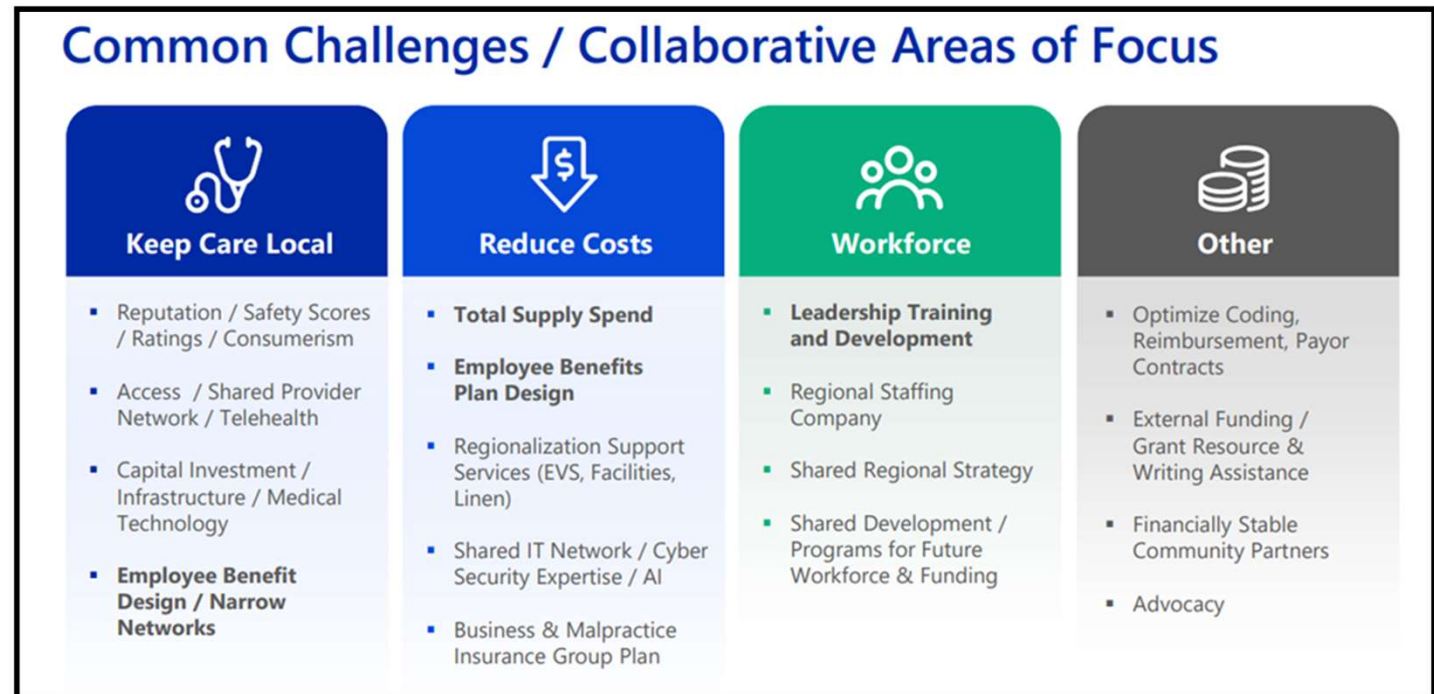 Common Challenges / Collaborative Areas of Focus
Keep Care Local
▪ Reputation / Safety Scores
/ Ratings / Consumerism
▪ Access / Shared Provider
Network / Telehealth
▪ Capital Investment /
Infrastructure / Medical
Technology
▪ Employee Benefit
Design / Narrow
Networks
$
Reduce Costs
▪ Total Supply Spend
▪ Employee Benefits
Plan Design
▪ Regionalization Support
Services (EVS, Facilities,
Linen)
▪ Shared IT Network / Cyber
Security Expertise / AI
▪ Business & Malpractice
Insurance Group Plan
Workforce
▪ Leadership Training
and Development
▪ Regional Staffing
Company
▪ Shared Regional Strategy
▪ Shared Development /
Programs for Future
Workforce & Funding
Other
▪ Optimize Coding,
Reimbursement, Payor
Contracts
▪ External Funding /
Grant Resource &
Writing Assistance
▪ Financially Stable
Community Partners
▪ Advocacy